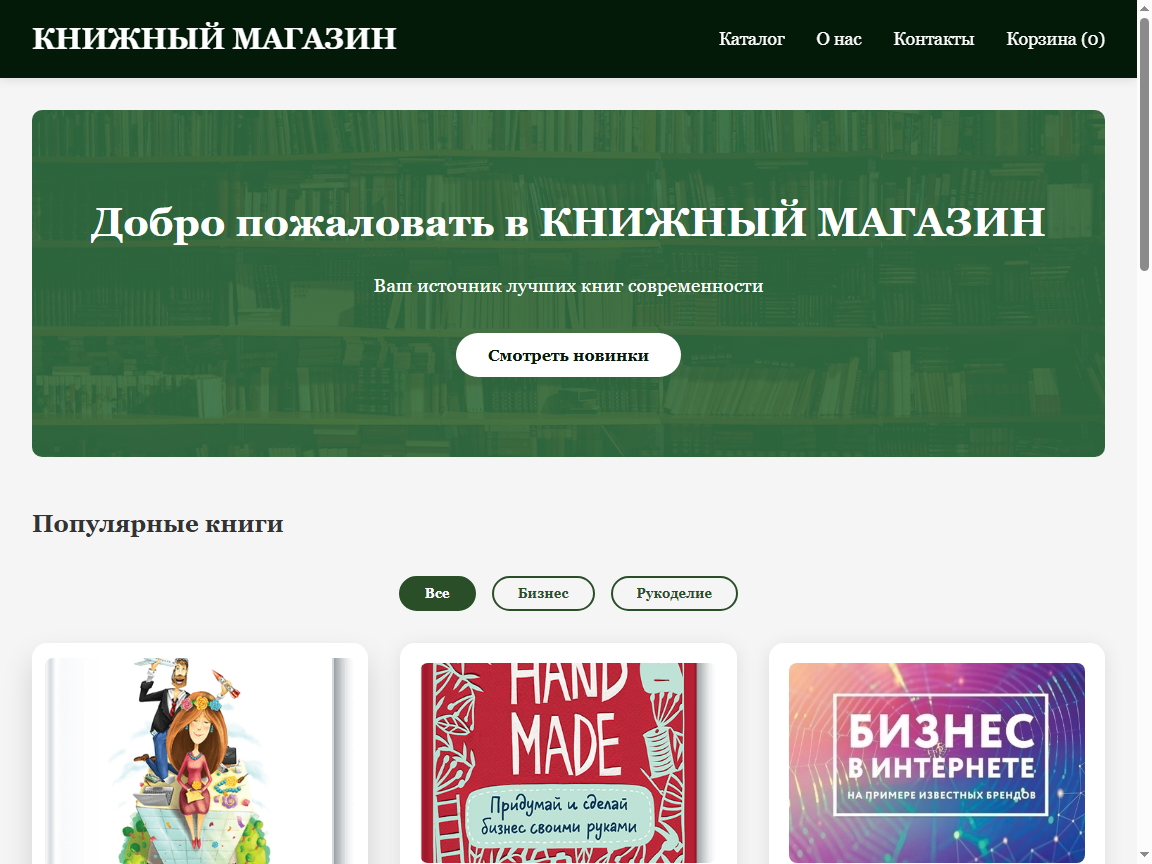 КНИЖНЫЙ МАГАЗИН
Каталог
О нас
Контакты
Корзина (0)
Добро пожаловать в КНИЖНЫЙ МАГАЗИН
Ваш источник лучших книг современности
Смотреть новинки
Популярные книги
Все
Бизнес
Рукоделие
HAND
MADE
Придумай и сделай
бизнес своими руками
БИЗНЕС
В ИНТЕРНЕТЕ
НА ПРИМЕРЕ ИЗВЕСТНЫХ БРЕНДОВ